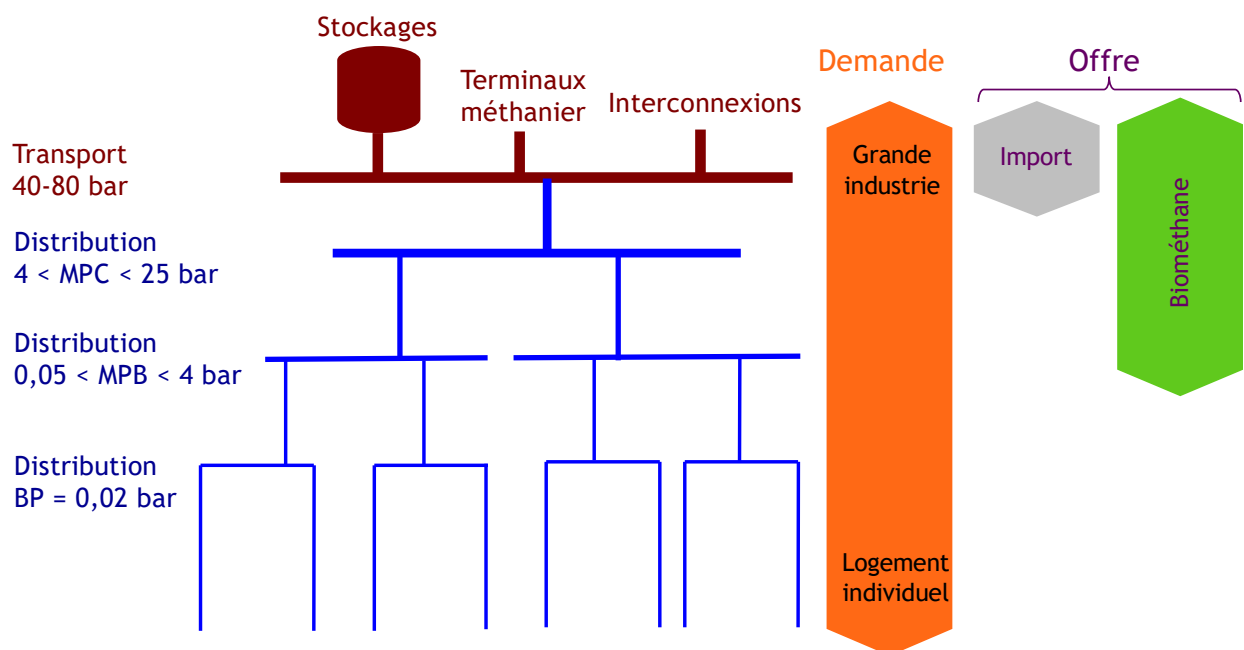 Stockages
Terminaux
méthanier
Interconnexions
Demande
Offre
Transport
40-80 bar
Grande
industrie
Import
Biométhane
Distribution
4 < MPC < 25 bar
Distribution
0,05 < MPB < 4 bar
Distribution
BP = 0,02 bar
Logement
individuel